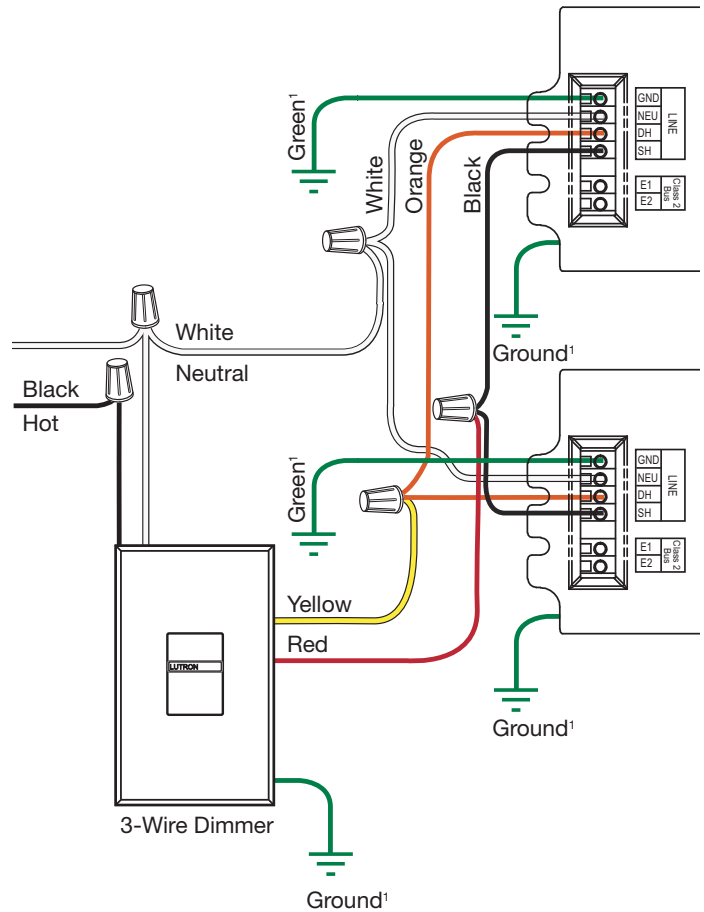 Green¹
White
Orange
Black
GND
NEU
DH
SH
LINE
E1
E2
Class 2
Bus
Ground¹
White
Neutral
Black
Hot
Green¹
GND
NEU
DH
SH
LINE
E1
E2
Class 2
Bus
Yellow
Red
LUTRON
Ground¹
3-Wire Dimmer
Ground¹